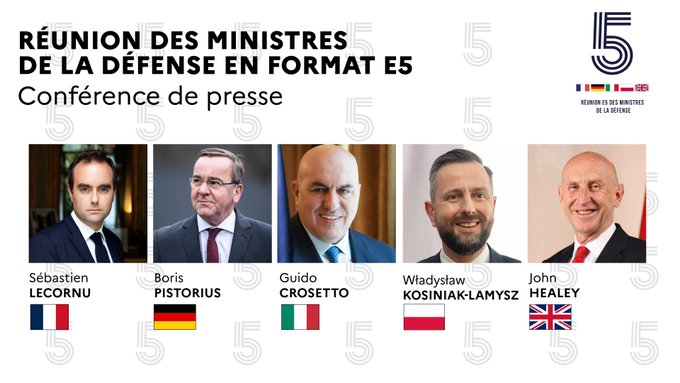 RÉUNION DES MINISTRES
DE LA DÉFENSE EN FORMAT E5
Conférence de presse
5
RÉUNION E5 DES MINISTRES
DE LA DÉFENSE
Sébastien
LECORNU
Boris
PISTORIUS
Guido
CROSETTO
Władysław
KOSINIAK-LAMYSZ
John
HEALEY